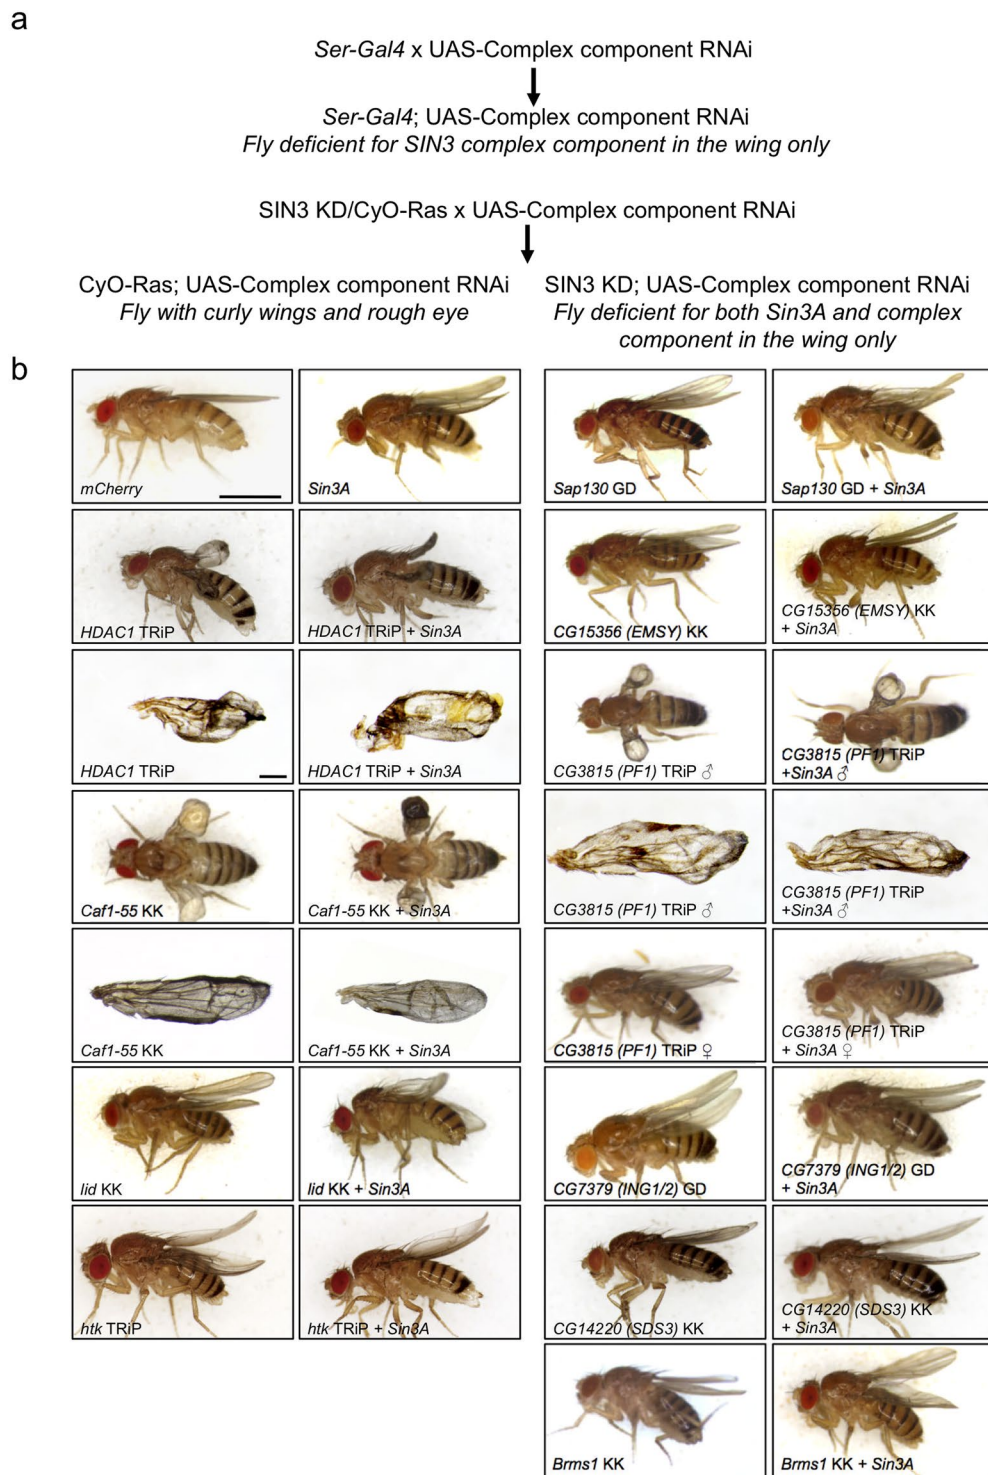 a
Ser-Gal4 x UAS-Complex component RNAi
Ser-Gal4; UAS-Complex component RNAi
Fly deficient for SIN3 complex component in the wing only
SIN3 KD/CyO-Ras x UAS-Complex component RNAi
CyO-Ras; UAS-Complex component RNAi
Fly with curly wings and rough eye
SIN3 KD; UAS-Complex component RNAi
Fly deficient for both Sin3A and complex
component in the wing only
b
mCherry
Sin3A
Sap130 GD
Sap130 GD + Sin3A
HDAC1 TRiP
HDAC1 TRiP + Sin3A
CG15356 (EMSY) KK
CG15356 (EMSY) KK
+ Sin3A
HDAC1 TRiP
HDAC1 TRiP + Sin3A
CG3815 (PF1) TRiP ♂
CG3815 (PF1) TRiP
+Sin3A ♂
Caf1-55 KK
Caf1-55 KK + Sin3A
CG3815 (PF1) TRiP ♂
CG3815 (PF1) TRiP
+Sin3A ♂
Caf1-55 KK
Caf1-55 KK + Sin3A
CG3815 (PF1) TRiP ♀
CG3815 (PF1) TRiP
+ Sin3A ♀
lid KK
lid KK + Sin3A
CG7379 (ING1/2) GD
CG7379 (ING1/2) GD
+ Sin3A
htk TRiP
htk TRiP + Sin3A
CG14220 (SDS3) KK
CG14220 (SDS3) KK
+ Sin3A
Brms1 KK
Brms1 KK + Sin3A